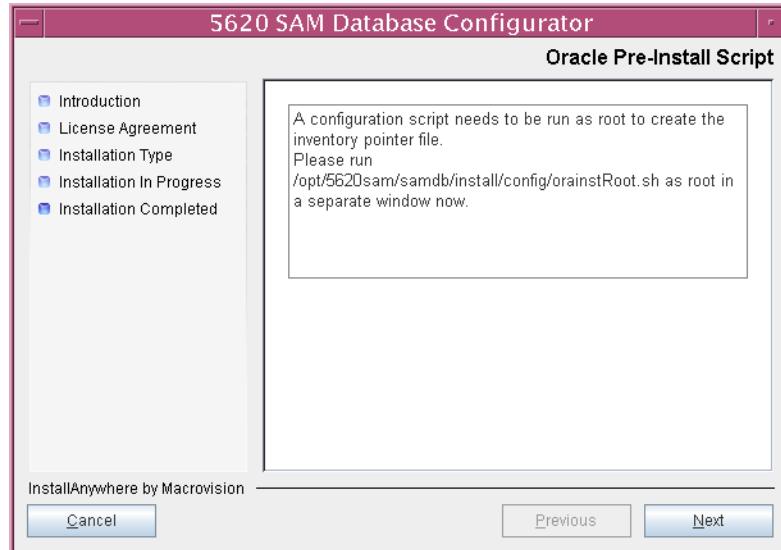 5620 SAM Database Configurator
Oracle Pre-Install Script
Introduction
License Agreement
Installation Type
Installation In Progress
Installation Completed
A configuration script needs to be run as root to create the
inventory pointer file.
Please run
/opt/5620sam/samdb/install/config/orainstRoot.sh as root in
a separate window now.
InstallAnywhere by Macrovision
Cancel
Previous
Next